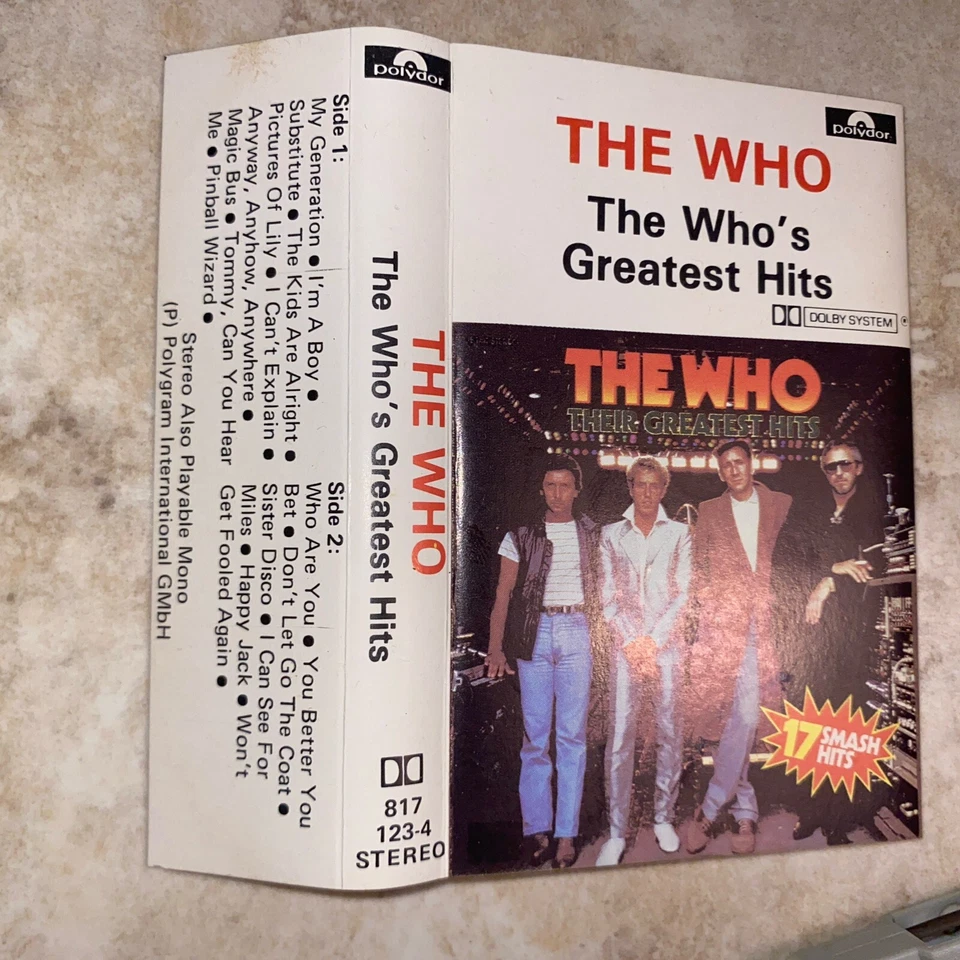 polydor
THE WHO
The Who's
Greatest Hits
DOLBY SYSTEM
THE WHO
THEIR GREATEST HITS
17 SMASH
HITS
polydor
THE WHO
The Who's Greatest Hits
817
123-4
STEREO
Side 1:
My Generation ● I'm A Boy ●
Substitute ● The Kids Are Alright ●
Pictures Of Lily ● I Can't Explain ●
Anyway, Anyhow, Anywhere ●
Magic Bus ● Tommy, Can You Hear
Me ● Pinball Wizard ●
Side 2:
Who Are You ● You Better You
Bet ● Don't Let Go The Coat ●
Sister Disco ● I Can See For
Miles ● Happy Jack ● Won't
Get Fooled Again ●
Stereo Also Playable Mono
(P) Polygram International GMbH